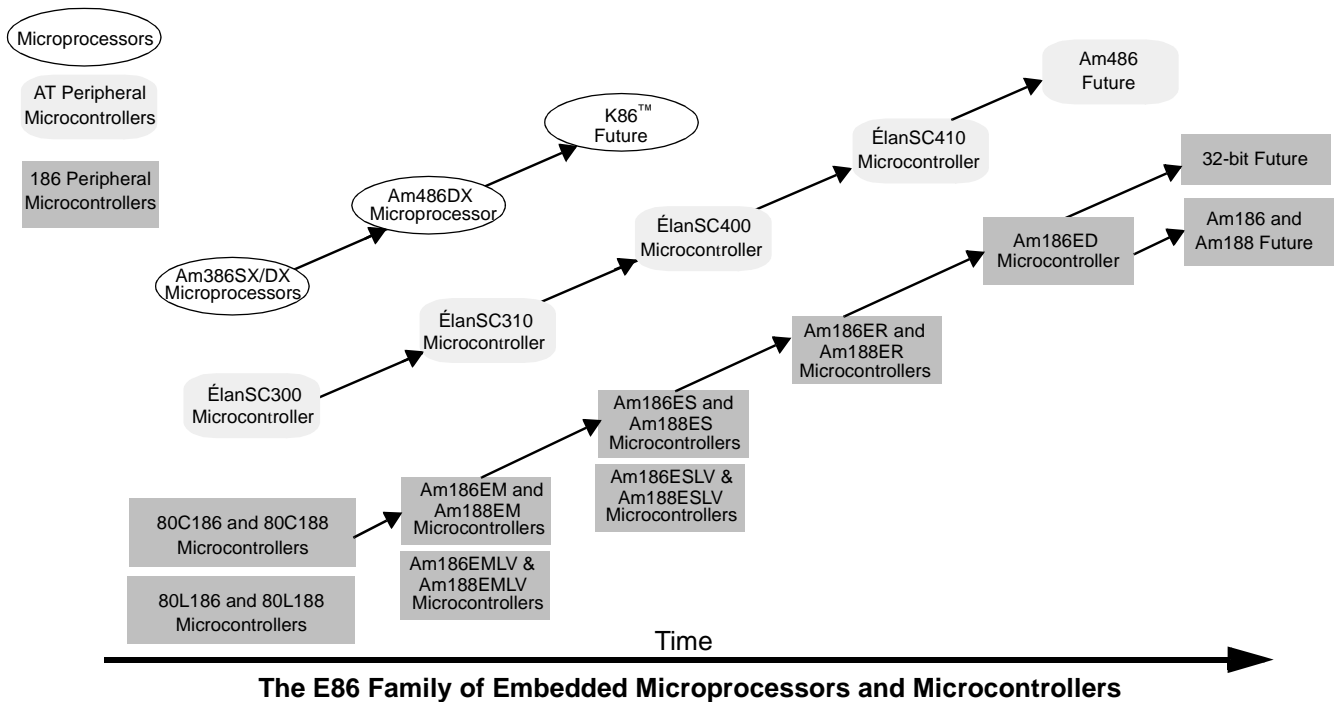 Microprocessors
AT Peripheral
Microcontrollers
186 Peripheral
Microcontrollers
Am386SX/DX
Microprocessors
Am486DX
Microprocessor
K86™
Future
ÉlanSC300
Microcontroller
ÉlanSC310
Microcontroller
ÉlanSC400
Microcontroller
ÉlanSC410
Microcontroller
Am486
Future
80C186 and 80C188
Microcontrollers
80L186 and 80L188
Microcontrollers
Am186EM and
Am188EM
Microcontrollers
Am186EMLV &
Am188EMLV
Microcontrollers
Am186ES and
Am188ES
Microcontrollers
Am186ESLV &
Am188ESLV
Microcontrollers
Am186ER and
Am188ER
Microcontrollers
Am186ED
Microcontroller
32-bit Future
Am186 and
Am188 Future
Time
The E86 Family of Embedded Microprocessors and Microcontrollers